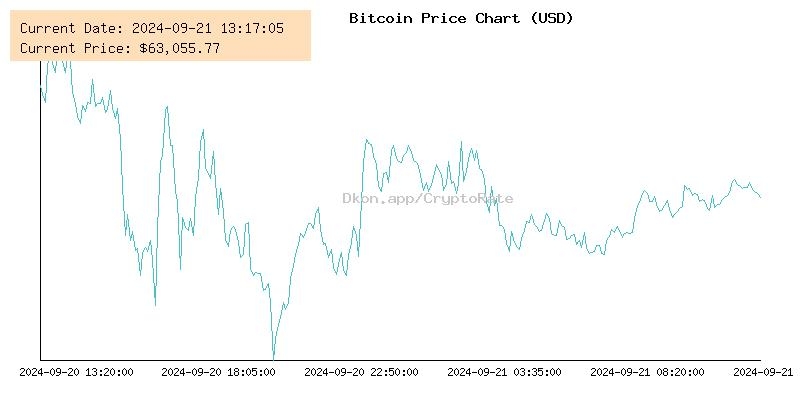 Bitcoin Price Chart (USD)
Current Date: 2024-09-21 13:17:05
Current Price: $63,055.77
Dkon.app/CryptoRate
2024-09-20 13:20:00 2024-09-20 18:05:00 2024-09-20 22:50:00 2024-09-21 03:35:00 2024-09-21 08:20:00 2024-09-21